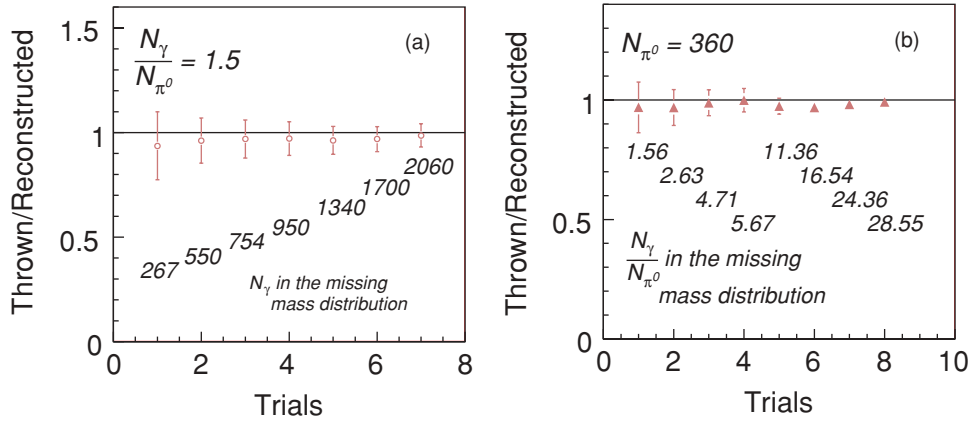 (a)
Nγ
Nπ⁰ = 1.5
Thrown/Reconstructed
1.5
1
0.5
0
267
550
754
950
1340
1700
2060
Nγ in the missing
mass distribution
0 2 4 6 8
Trials
(b)
Nπ⁰ = 360
Thrown/Reconstructed
1
0.5
0
1.56
2.63
4.71
5.67
11.36
16.54
24.36
28.55
Nγ
Nπ⁰ in the missing
mass distribution
0 2 4 6 8 10
Trials